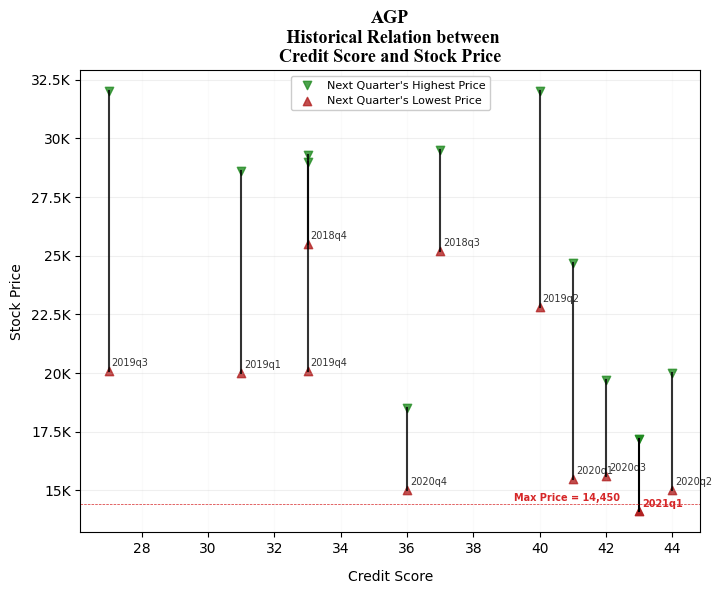 AGP
Historical Relation between
Credit Score and Stock Price
Next Quarter's Highest Price
Next Quarter's Lowest Price
32.5K
30K
27.5K
25K
22.5K
20K
17.5K
15K
Stock Price
2018q4
2018q3
2019q2
2019q3
2019q1
2019q4
2020q4
2020q1
2020q3
2020q2
Max Price = 14,450
2021q1
28
30
32
34
36
38
40
42
44
Credit Score